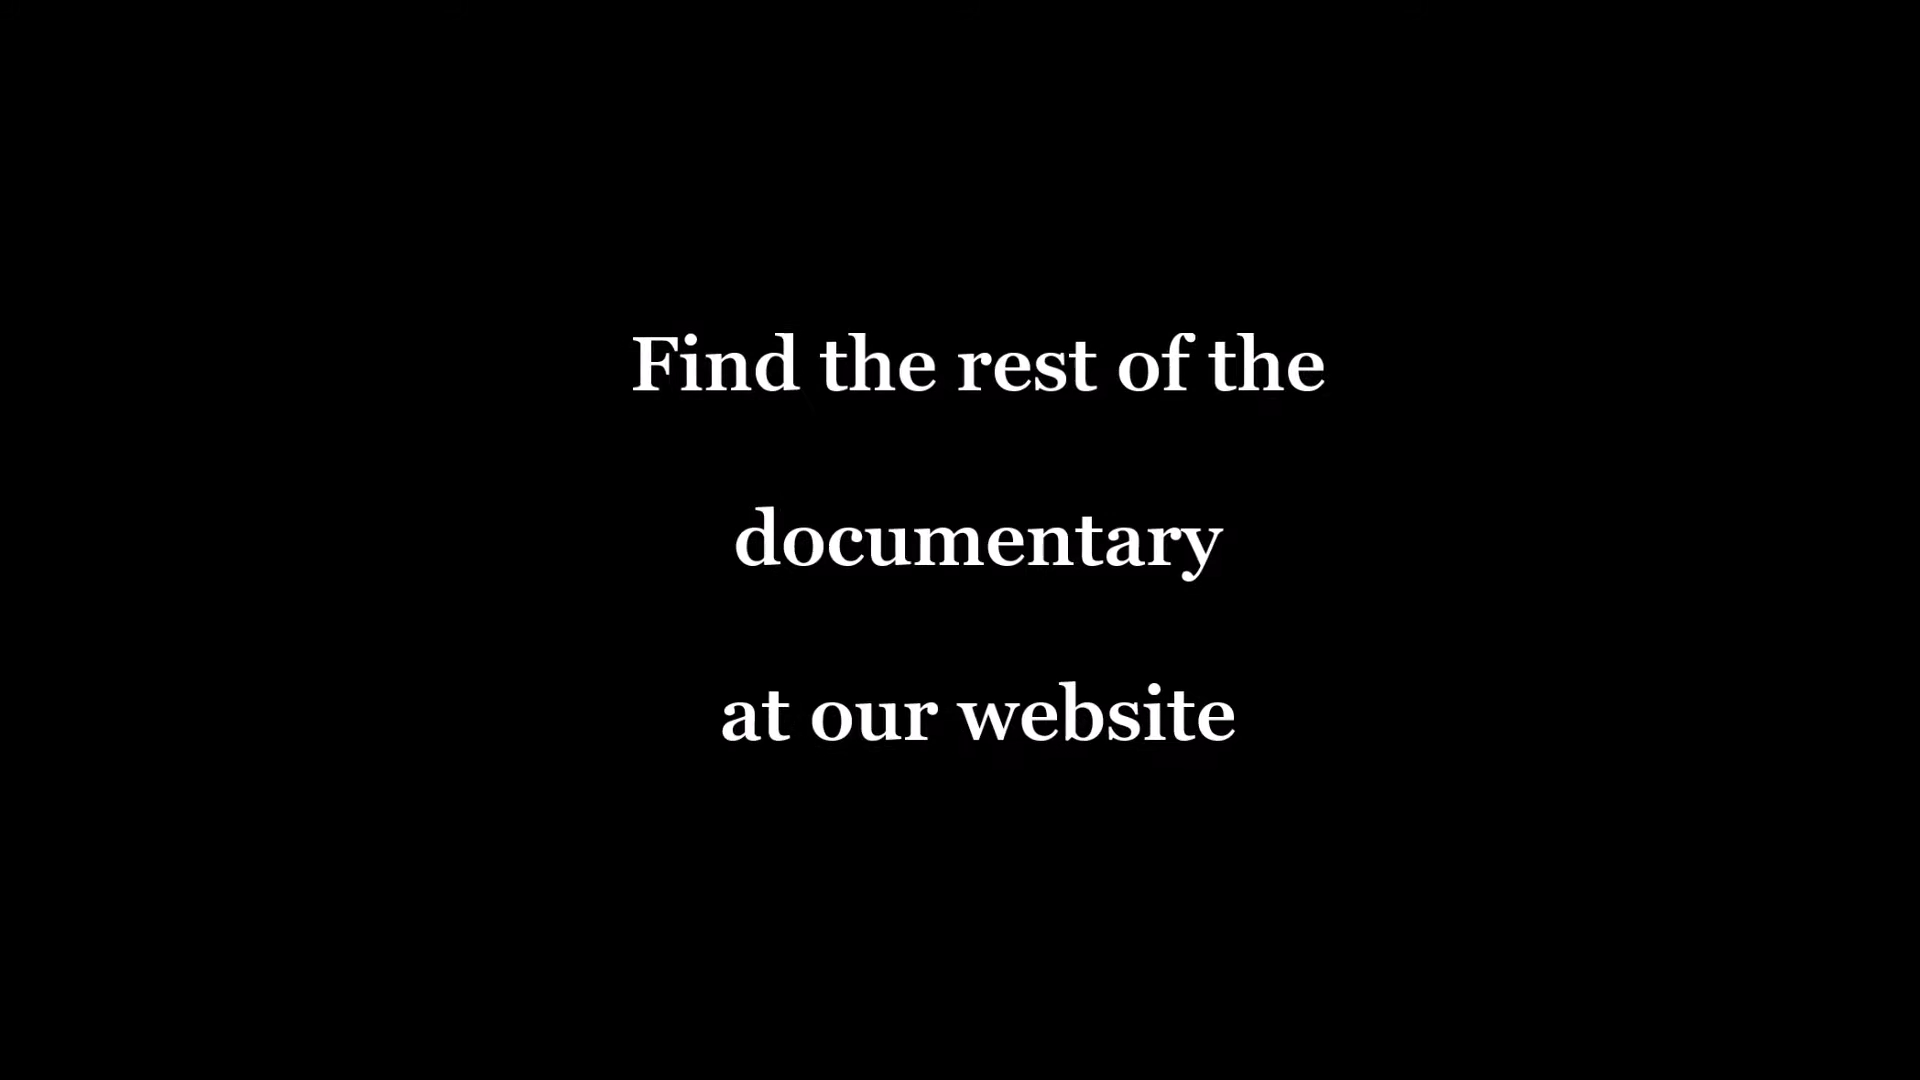 Find the rest of the
documentary
at our website